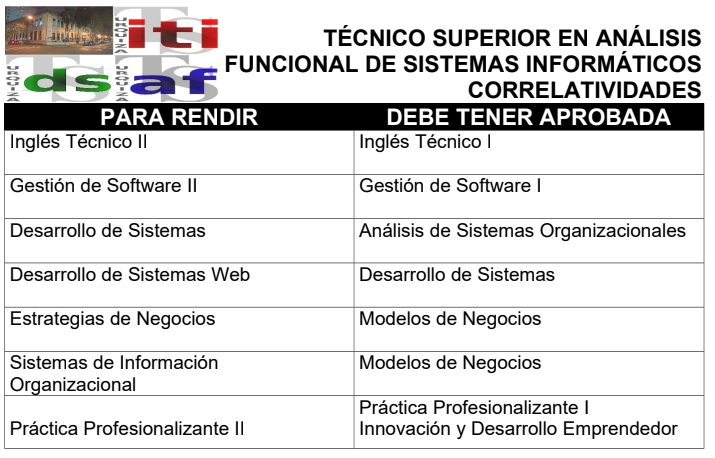 URQUIZA
iti
URQUIZA
ds
URQUIZA
af
TS
TÉCNICO SUPERIOR EN ANÁLISIS
FUNCIONAL DE SISTEMAS INFORMÁTICOS
CORRELATIVIDADES
PARA RENDIR DEBE TENER APROBADA
Inglés Técnico II Inglés Técnico I
Gestión de Software II Gestión de Software I
Desarrollo de Sistemas Análisis de Sistemas Organizacionales
Desarrollo de Sistemas Web Desarrollo de Sistemas
Estrategias de Negocios Modelos de Negocios
Sistemas de Información Modelos de Negocios
Organizacional
Práctica Profesionalizante I
Práctica Profesionalizante II Innovación y Desarrollo Emprendedor